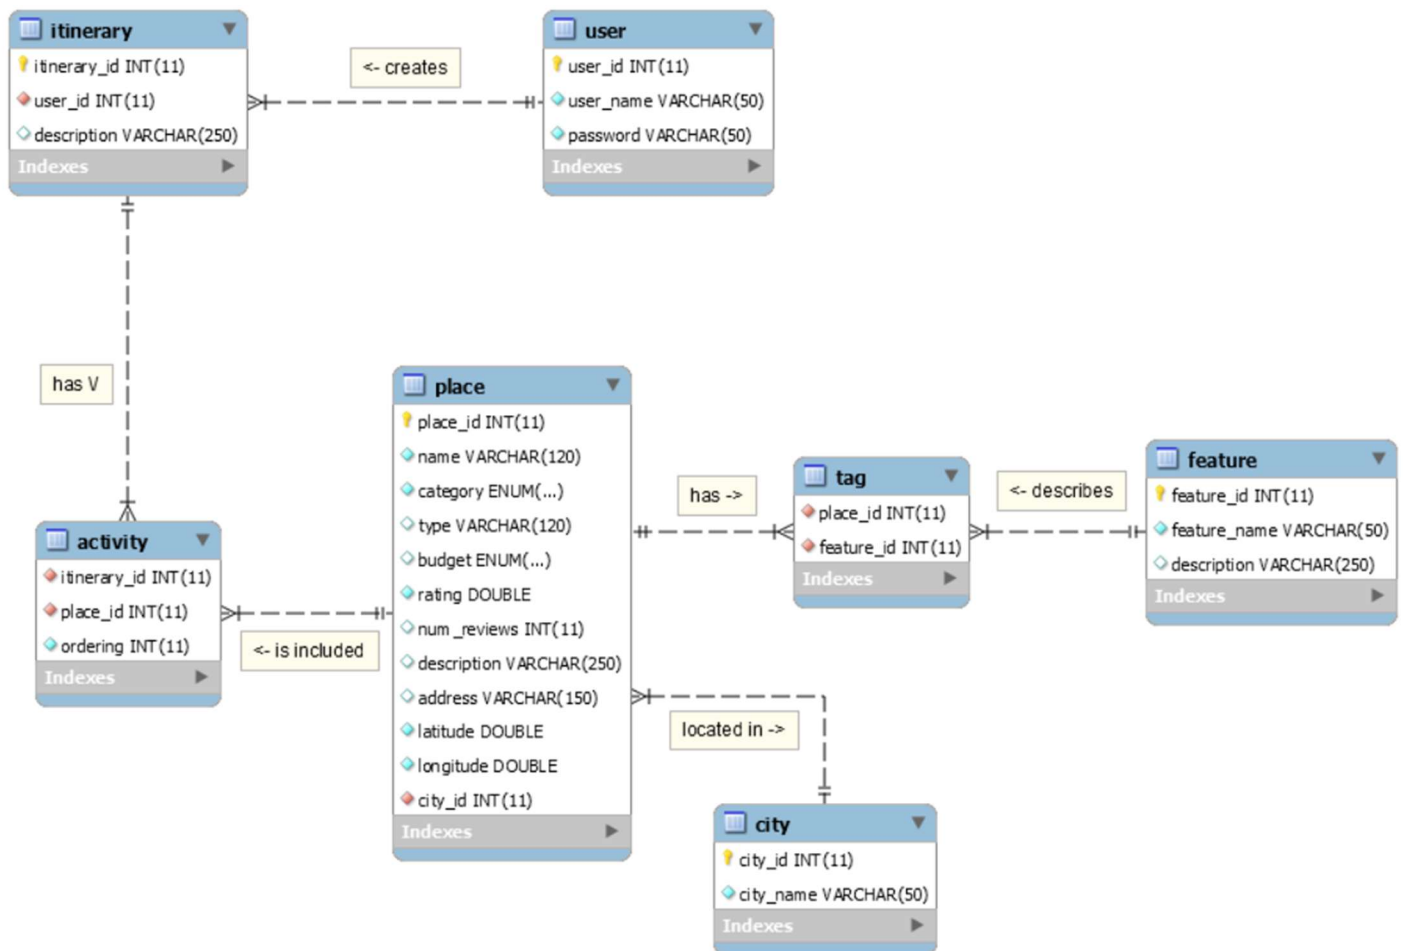 itinerary
itinerary_id INT(11)
user_id INT(11)
description VARCHAR(250)
Indexes
<- creates
user
user_id INT(11)
user_name VARCHAR(50)
password VARCHAR(50)
Indexes
has V
activity
itinerary_id INT(11)
place_id INT(11)
ordering INT(11)
Indexes
<- is included
place
place_id INT(11)
name VARCHAR(120)
category ENUM(...)
type VARCHAR(120)
budget ENUM(...)
rating DOUBLE
num_reviews INT(11)
description VARCHAR(250)
address VARCHAR(150)
latitude DOUBLE
longitude DOUBLE
city_id INT(11)
Indexes
has ->
tag
place_id INT(11)
feature_id INT(11)
Indexes
<- describes
feature
feature_id INT(11)
feature_name VARCHAR(50)
description VARCHAR(250)
Indexes
located in ->
city
city_id INT(11)
city_name VARCHAR(50)
Indexes